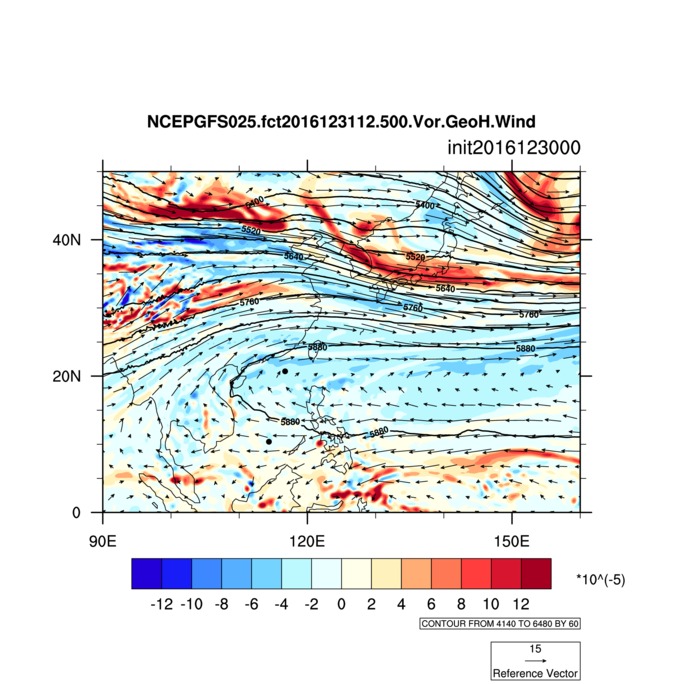 NCEPGFS025.fct2016123112.500.Vor.GeoH.Wind
init2016123000
5400
5400
5520
5520
5640
5640
5760
5760
5760
5880
5880
5880
5880
40N
20N
0
90E 120E 150E
-12 -10 -8 -6 -4 -2 0 2 4 6 8 10 12
*10^(-5)
CONTOUR FROM 4140 TO 6480 BY 60
15
Reference Vector